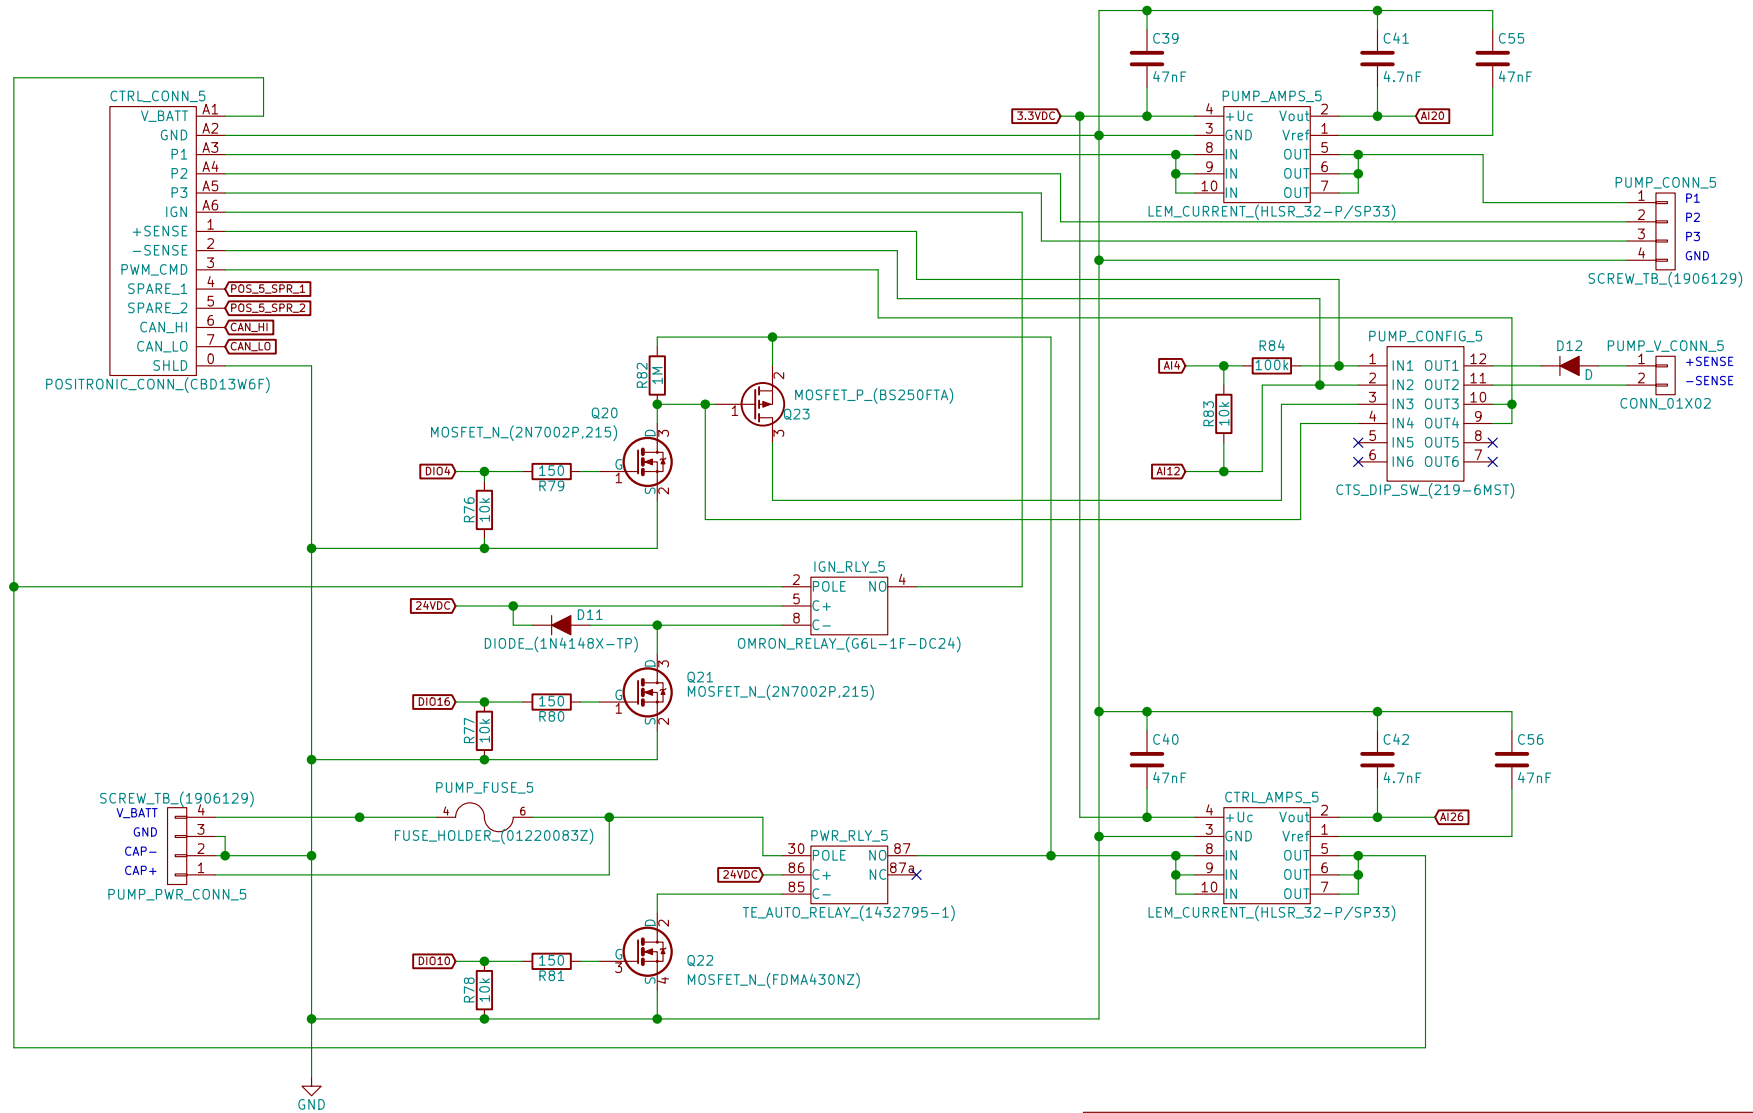 C39
47nF
C41
4.7nF
C55
47nF
CTRL_CONN_5
V_BATT A1
GND A2
P1 A3
P2 A4
P3 A5
IGN A6
+SENSE 1
-SENSE 2
PWM_CMD 3
SPARE_1 4 POS_5_SPR_1
SPARE_2 5 POS_5_SPR_2
CAN_HI 6 CAN_HI
CAN_LO 7 CAN_LO
SHLD 0
POSITRONIC_CONN_(CBD13W6F)
PUMP_AMPS_5
3.3VDC 4 +Uc Vout 2 AI20
3 GND Vref 1
8 IN OUT 5
9 IN OUT 6
10 IN OUT 7
LEM_CURRENT_(HLSR_32-P/SP33)
PUMP_CONN_5
1 P1
2 P2
3 P3
4 GND
SCREW_TB_(1906129)
R82
1M
2
1
3
MOSFET_P_(BS250FTA)
Q23
Q20
MOSFET_N_(2N7002P,215)
D 3
G 1
S 2
DIO4
150
R79
R76
10k
AI4
R84
100k
R83
10k
AI12
PUMP_CONFIG_5
1 IN1 OUT1 12
2 IN2 OUT2 11
3 IN3 OUT3 10
4 IN4 OUT4 9
5 IN5 OUT5 8
6 IN6 OUT6 7
CTS_DIP_SW_(219-6MST)
D12
D
PUMP_V_CONN_5
1 +SENSE
2 -SENSE
CONN_01X02
IGN_RLY_5
2 POLE NO 4
5 C+
8 C-
OMRON_RELAY_(G6L-1F-DC24)
24VDC
D11
DIODE_(1N4148X-TP)
Q21
MOSFET_N_(2N7002P,215)
D 3
G 1
S 2
DIO16
150
R80
R77
10k
C40
47nF
C42
4.7nF
C56
47nF
SCREW_TB_(1906129)
V_BATT 4
GND 3
CAP- 2
CAP+ 1
PUMP_PWR_CONN_5
PUMP_FUSE_5
4 6
FUSE_HOLDER_(01220083Z)
PWR_RLY_5
30 POLE NO 87
24VDC 86 C+ NC 87a
85 C-
TE_AUTO_RELAY_(1432795-1)
CTRL_AMPS_5
4 +Uc Vout 2 AI26
3 GND Vref 1
8 IN OUT 5
9 IN OUT 6
10 IN OUT 7
LEM_CURRENT_(HLSR_32-P/SP33)
D 2
G 3
S 4
Q22
MOSFET_N_(FDMA430NZ)
DIO10
150
R81
R78
10k
GND